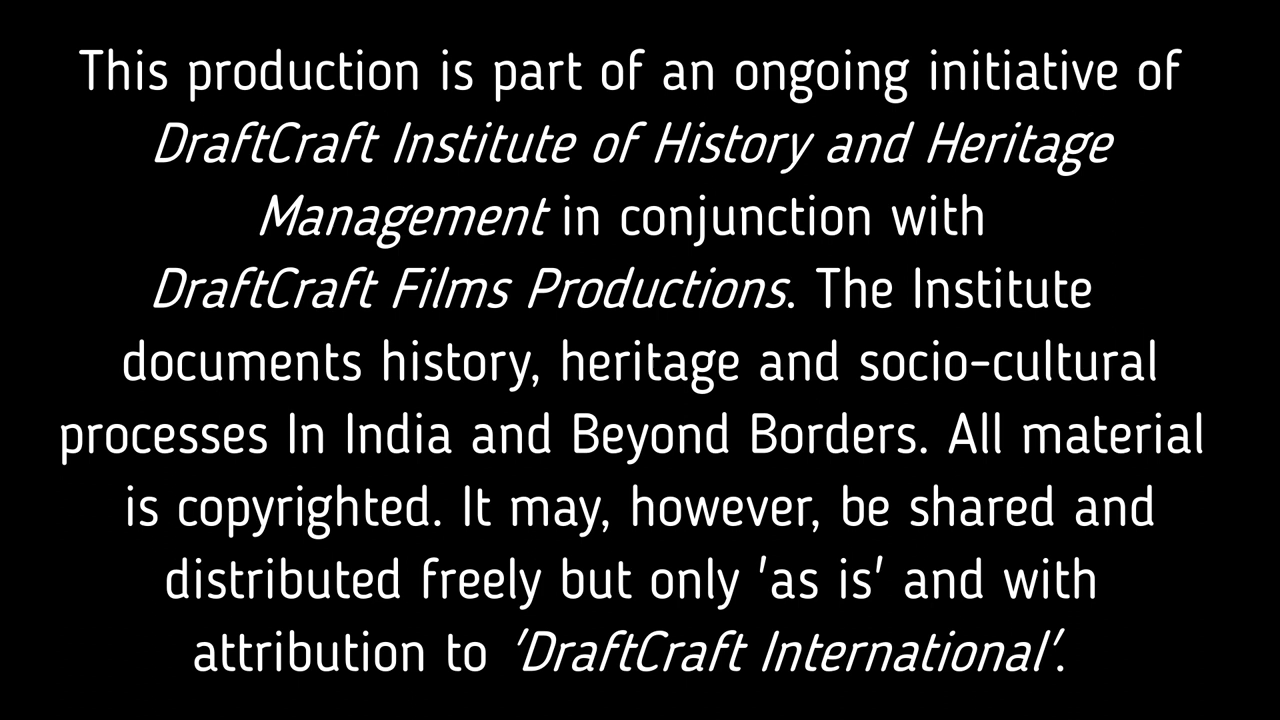 This production is part of an ongoing initiative of
DraftCraft Institute of History and Heritage
Management in conjunction with
DraftCraft Films Productions. The Institute
documents history, heritage and socio-cultural
processes In India and Beyond Borders. All material
is copyrighted. It may, however, be shared and
distributed freely but only 'as is' and with
attribution to 'DraftCraft International'.